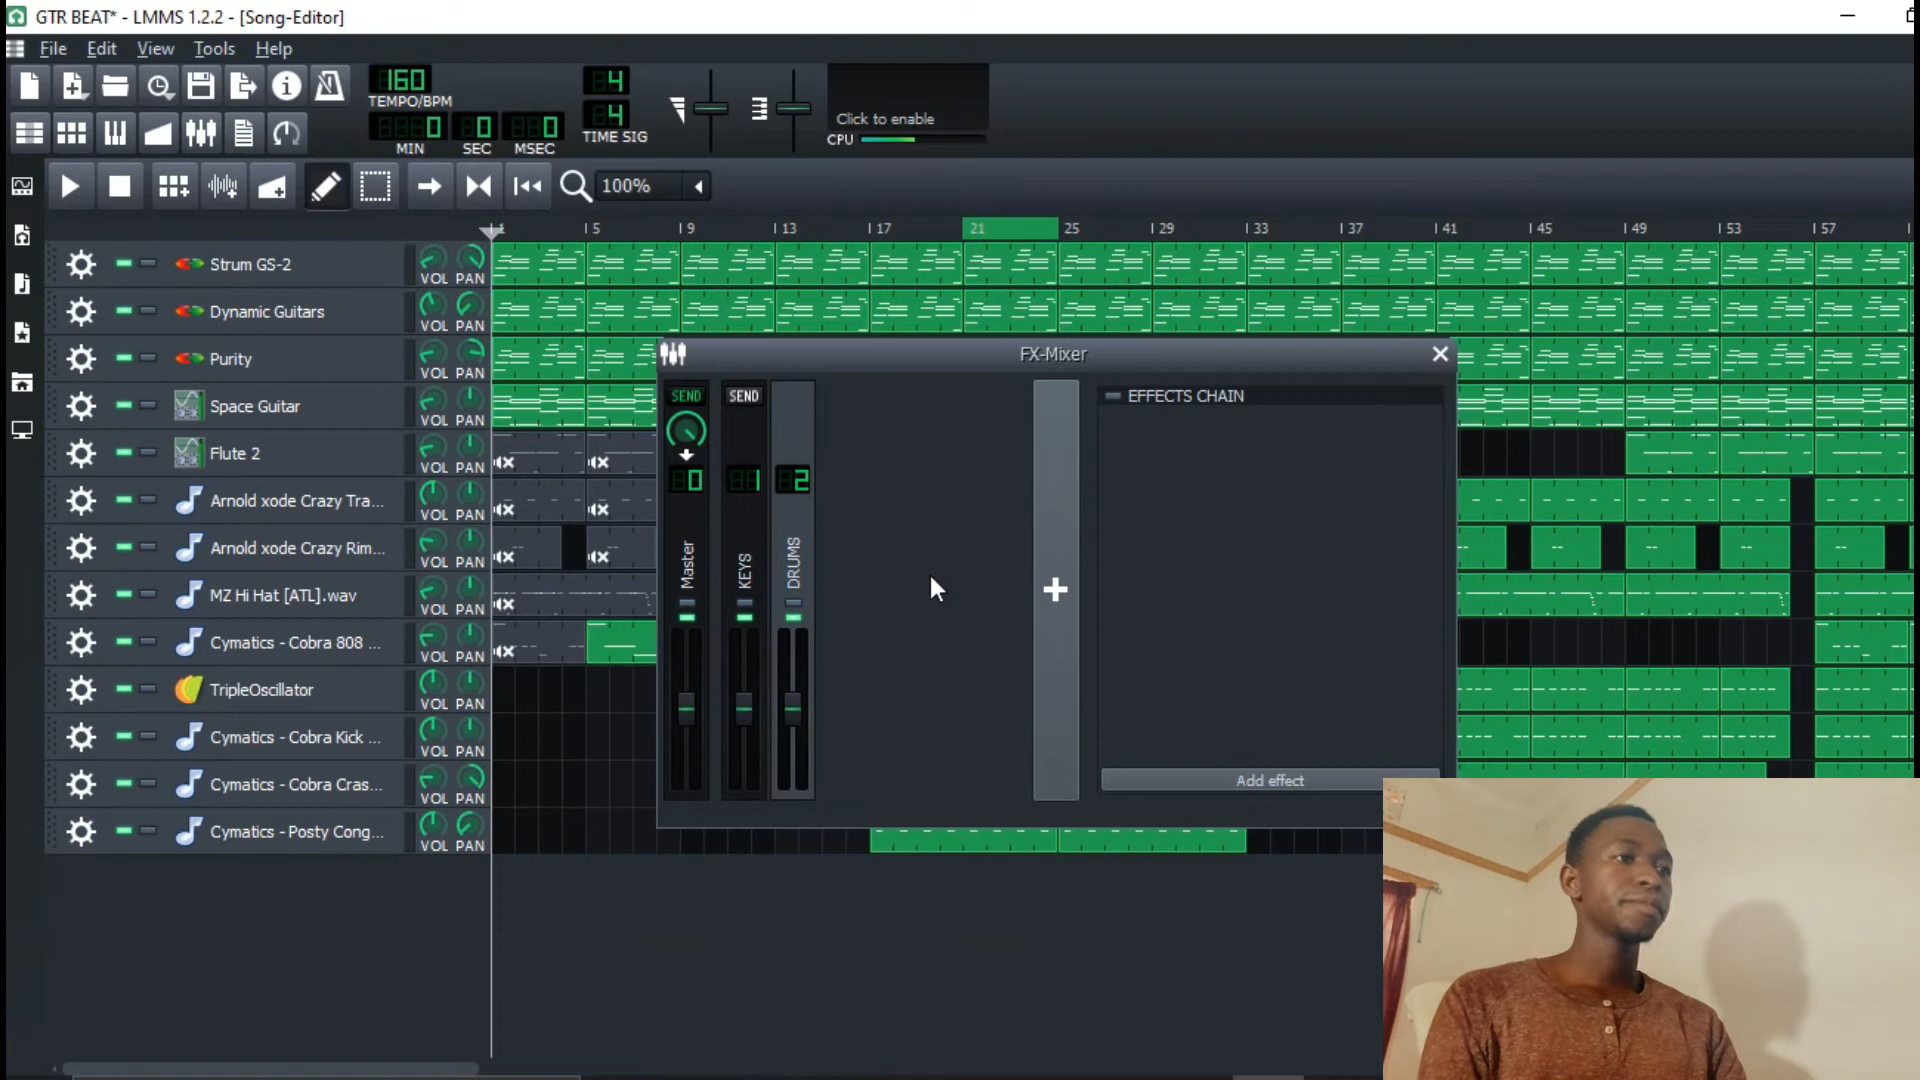 GTR BEAT* - LMMS 1.2.2 - [Song-Editor]
File Edit View Tools Help
160
TEMPO/BPM
0 0 0
MIN SEC MSEC
4
4
TIME SIG
Click to enable
CPU
100%
1 5 9 13 17 21 25 29 33 37 41 45 49 53 57
Strum GS-2 VOL PAN
Dynamic Guitars VOL PAN
Purity VOL PAN
Space Guitar VOL PAN
Flute 2 VOL PAN
Arnold xode Crazy Tra... VOL PAN
Arnold xode Crazy Rim... VOL PAN
MZ Hi Hat [ATL].wav VOL PAN
Cymatics - Cobra 808 ... VOL PAN
TripleOscillator VOL PAN
Cymatics - Cobra Kick ... VOL PAN
Cymatics - Cobra Cras... VOL PAN
Cymatics - Posty Cong... VOL PAN
FX-Mixer
SEND SEND
0 1 2
Master KEYS DRUMS
EFFECTS CHAIN
Add effect